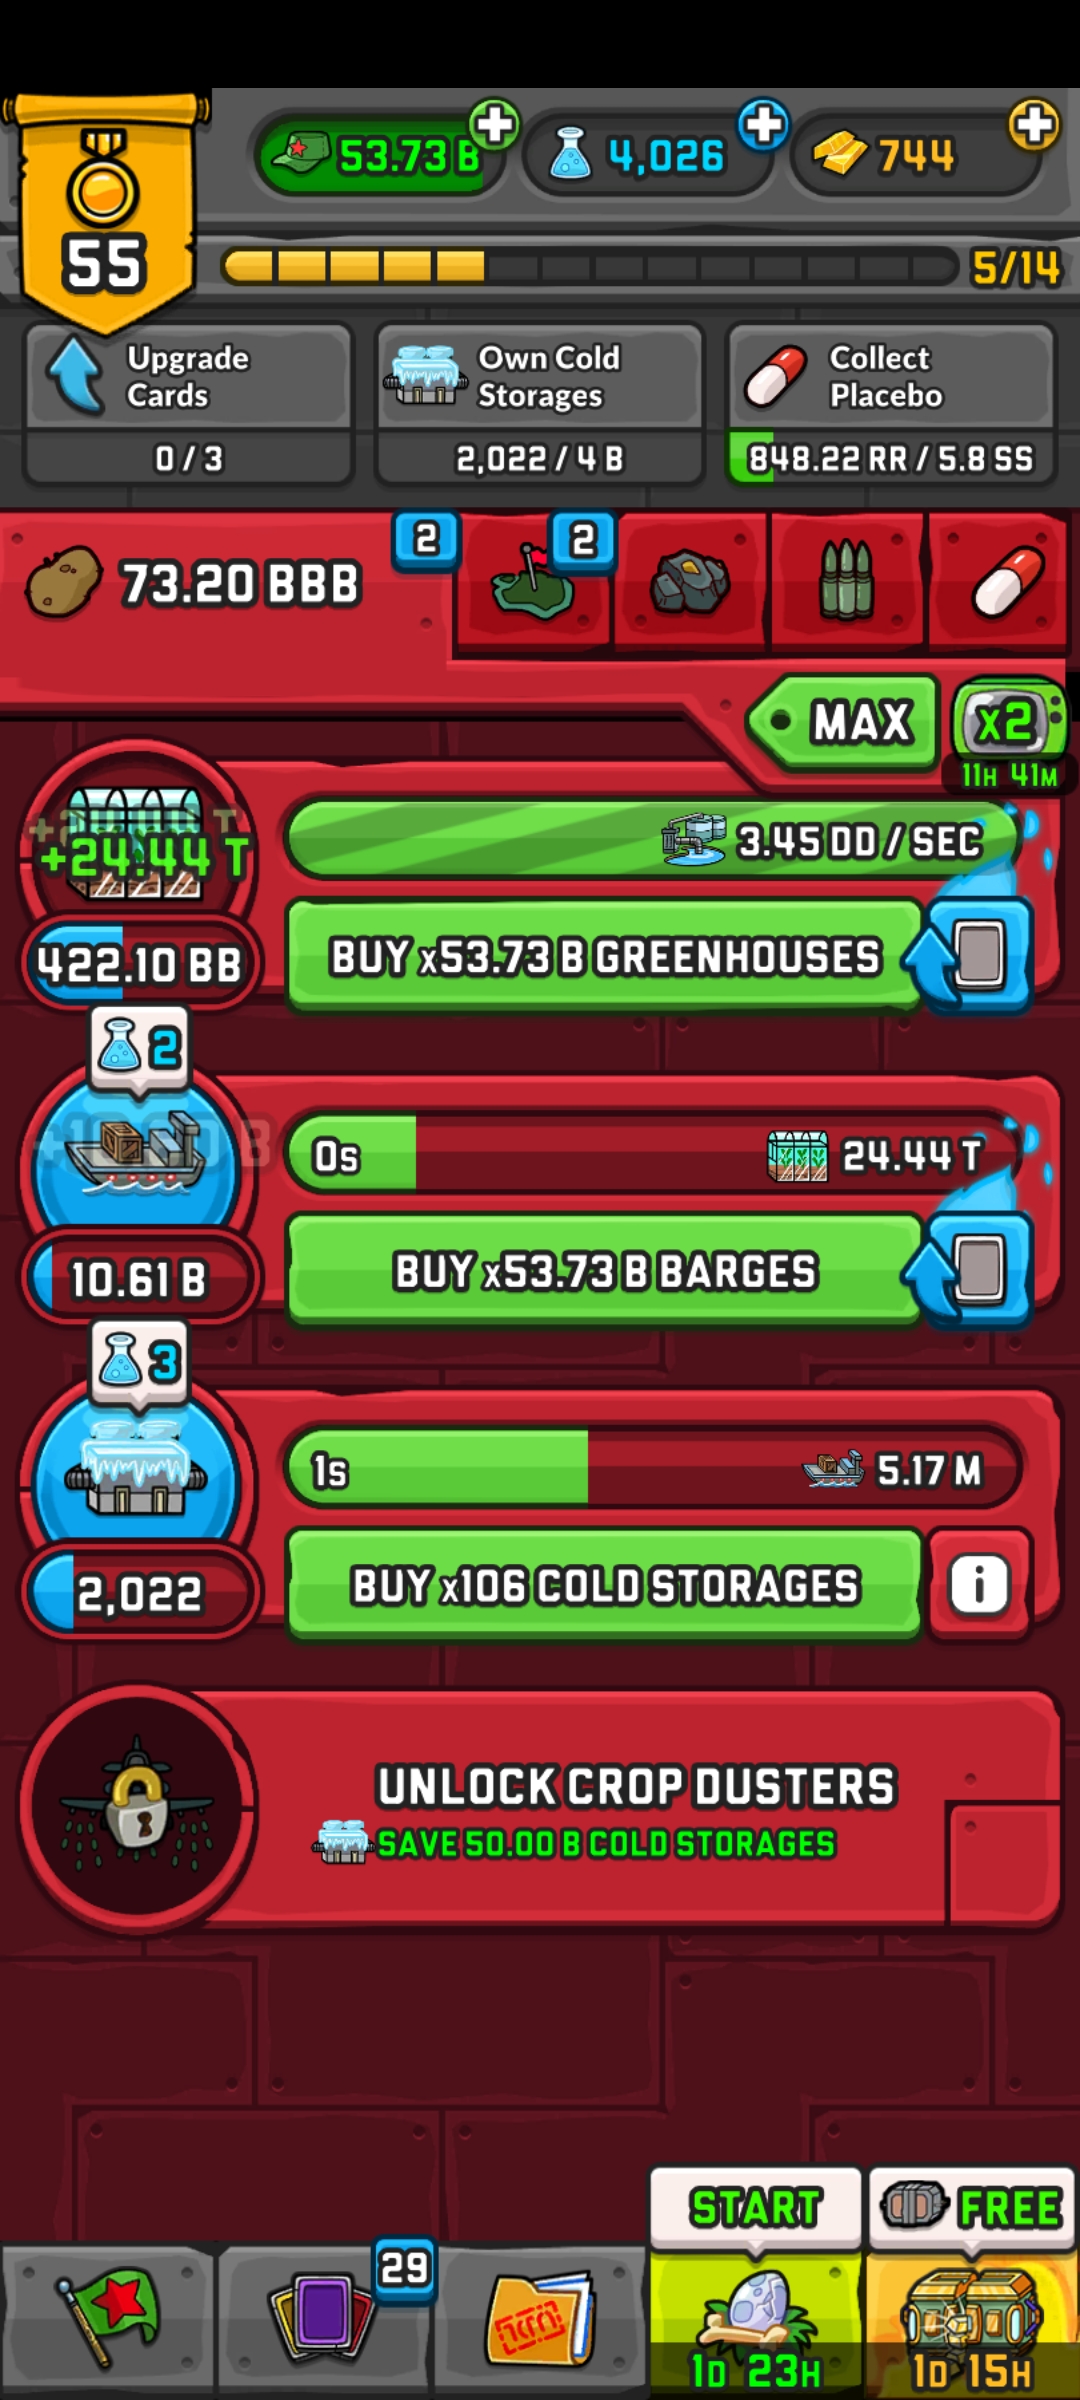 55
53.73 B
4,026
744
5/14
Upgrade Cards
0 / 3
Own Cold Storages
2,022 / 4 B
Collect Placebo
848.22 RR / 5.8 SS
73.20 BBB
2
2
MAX
x2
11H 41M
+24.44 T
3.45 DD / SEC
422.10 BB
BUY x53.73 B GREENHOUSES
2
0s
24.44 T
10.61 B
BUY x53.73 B BARGES
3
1s
5.17 M
2,022
BUY x106 COLD STORAGES
i
UNLOCK CROP DUSTERS
SAVE 50.00 B COLD STORAGES
START
FREE
29
1D 23H
1D 15H